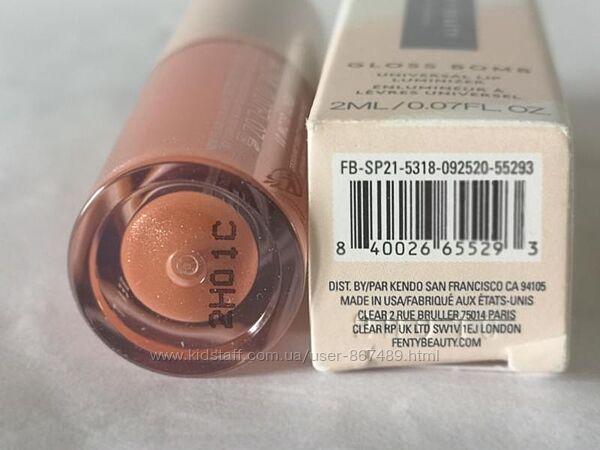 BEAUTY
GLOSS BOMB
UNIVERSAL LIP
LUMINIZER
ENLUMINEUR À
LÈVRES UNIVERSEL
2ML/0.07FL. OZ
FB-SP21-5318-092520-55293
8 40026 65529 3
DIST. BY/PAR KENDO SAN FRANCISCO CA 94105
MADE IN USA/FABRIQUÉ AUX ÉTATS-UNIS
CLEAR 2 RUE BRULLER 75014 PARIS
CLEAR RP UK LTD SW1V 1EJ LONDON
FENTYBEAUTY.COM
2H01C
www.kidstaff.com.ua/user-867489.html